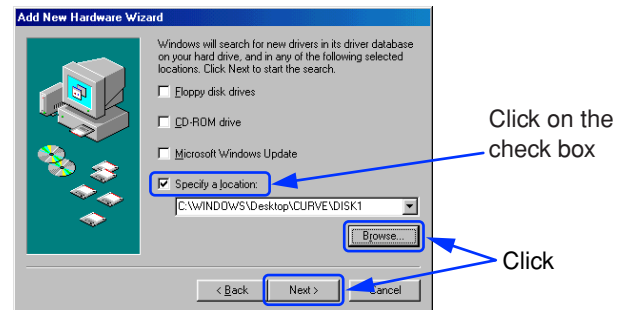 Add New Hardware Wizard
Windows will search for new drivers in its driver database
on your hard drive, and in any of the following selected
locations. Click Next to start the search.
Floppy disk drives
CD-ROM drive
Microsoft Windows Update
Specify a location:
C:\WINDOWS\Desktop\CURVE\DISK1
Browse...
< Back
Next >
Cancel
Click on the
check box
Click